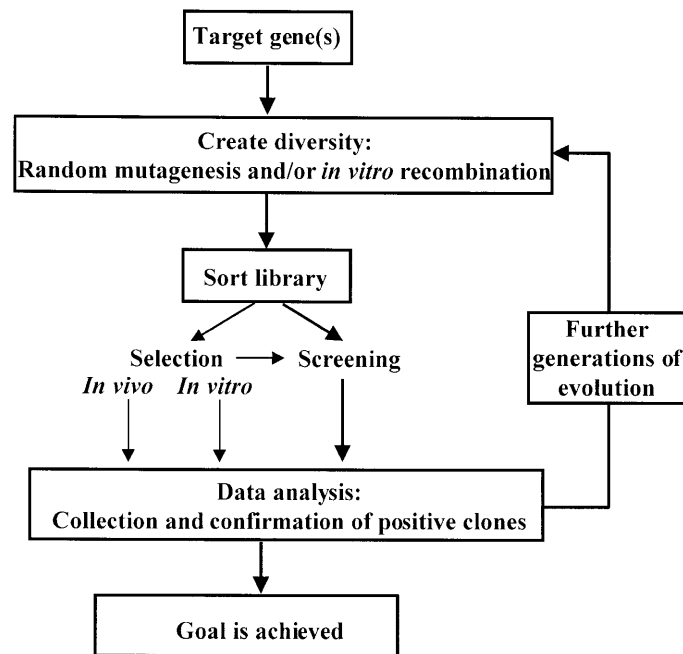 Target gene(s)
Create diversity:
Random mutagenesis and/or in vitro recombination
Sort library
Selection
Screening
In vivo
In vitro
Further
generations of
evolution
Data analysis:
Collection and confirmation of positive clones
Goal is achieved